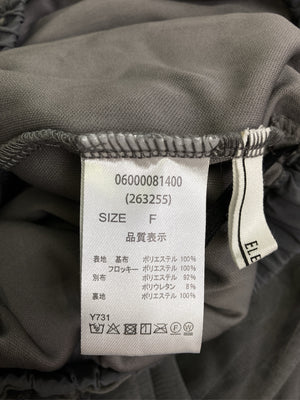 06000081400
(263255)
SIZE F
品質表示
表地 基布 ポリエステル 100%
フロッキー ポリエステル 100%
別布 ポリエステル 92%
ポリウレタン 8%
裏地 ポリエステル 100%
Y731
ELE